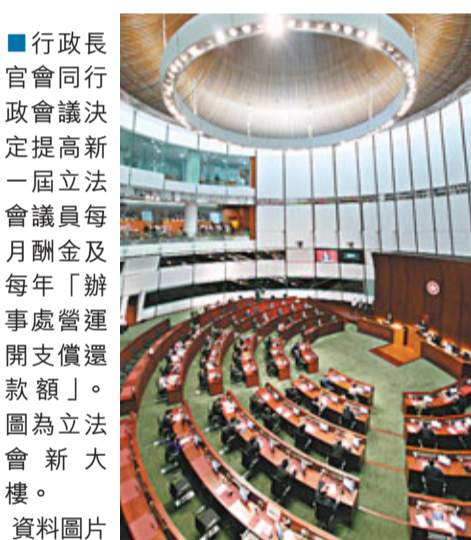 ■行政長
官會同行
政會議決
定提高新
一屆立法
會議員每
月酬金及
每年「辦
事處營運
開支償還
款額」。
圖為立法
會新大
樓。
資料圖片